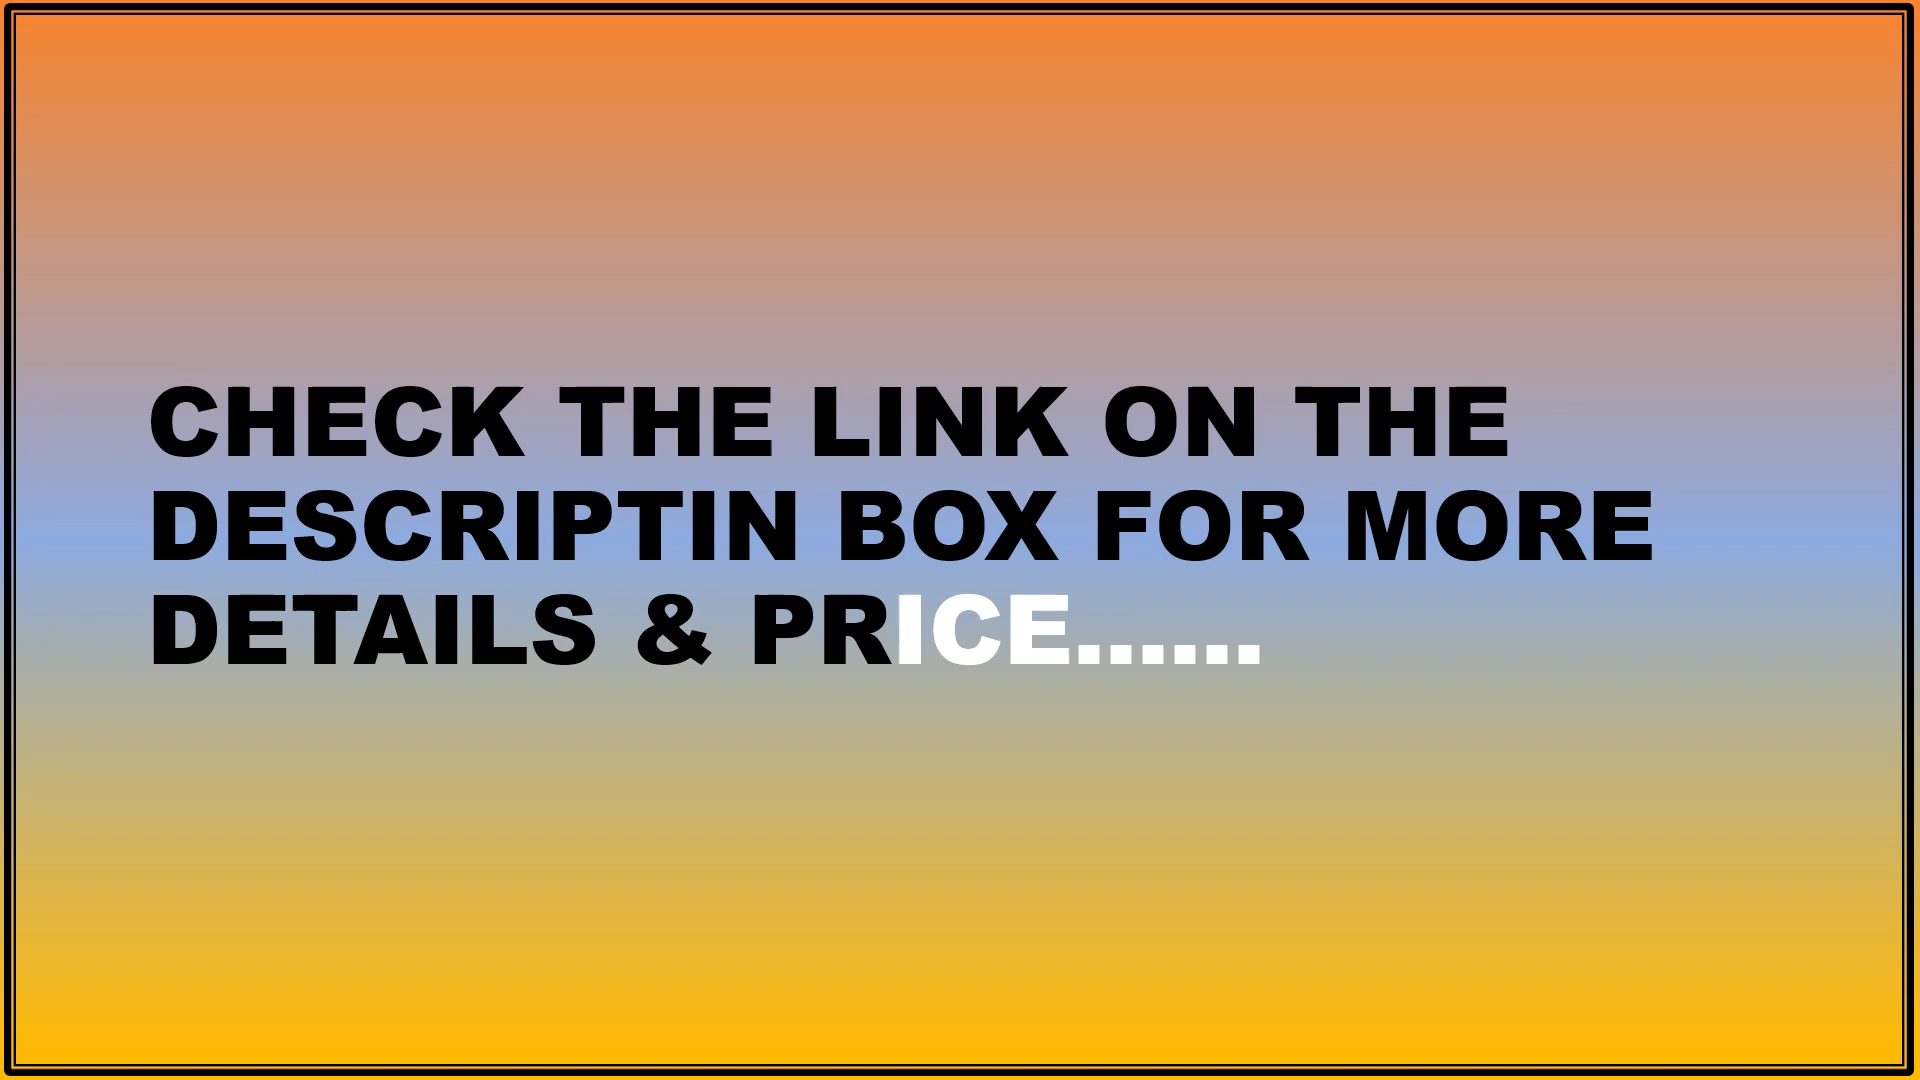 CHECK THE LINK ON THE
DESCRIPTIN BOX FOR MORE
DETAILS & PRICE......